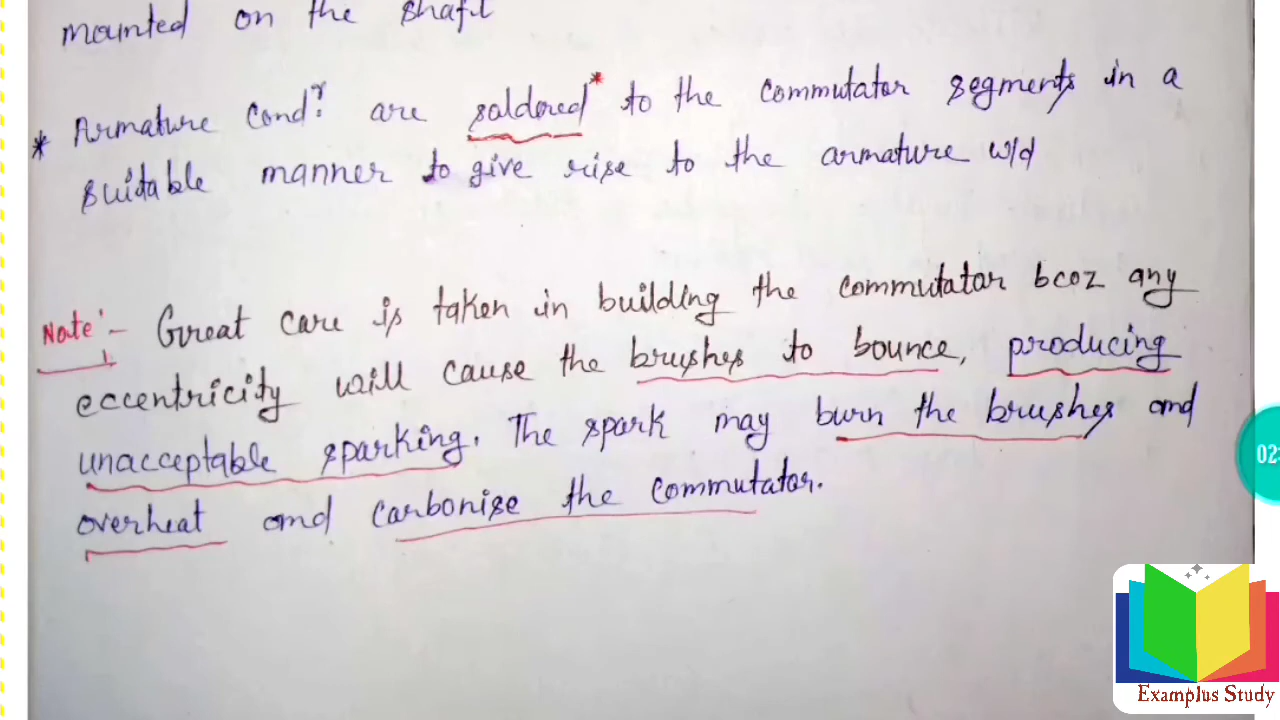 mounted on the shaft
* Armature Condr. are soldered* to the commutator segments in a
suitable manner to give rise to the armature w/d
Note:- Great care is taken in building the commutator bcoz any
eccentricity will cause the brushes to bounce, producing
unacceptable sparking. The spark may burn the brushes and
overheat and carbonise the commutator.
02:
Examplus Study